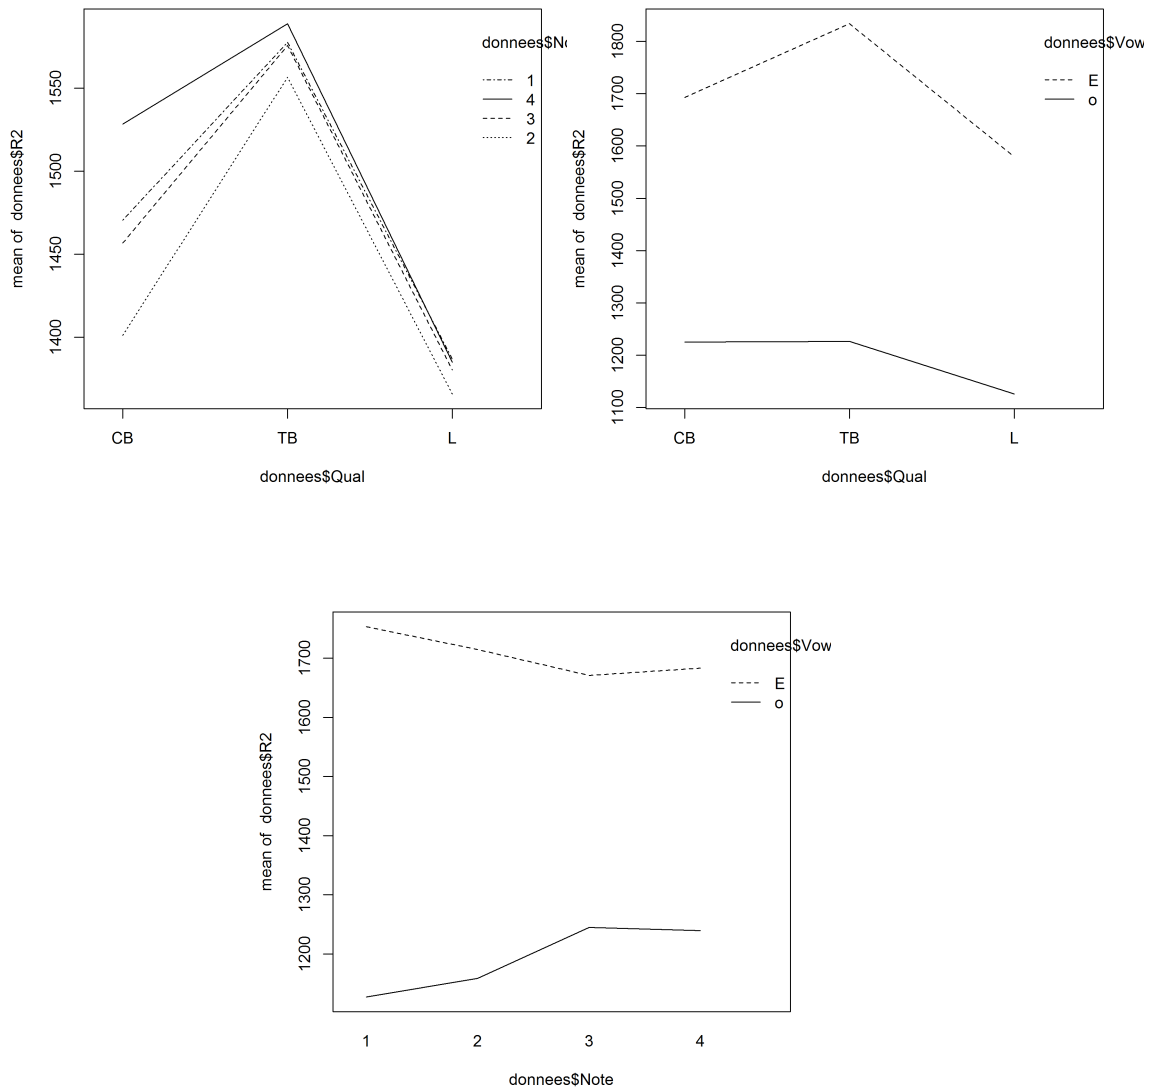 mean of  donnees$R2
1550
1500
1450
1400
CB
TB
L
donnees$Qual
donnees$No
1
4
3
2
mean of  donnees$R2
1800
1700
1600
1500
1400
1300
1200
1100
CB
TB
L
donnees$Qual
donnees$Vow
E
o
mean of  donnees$R2
1700
1600
1500
1400
1300
1200
1
2
3
4
donnees$Note
donnees$Vow
E
o